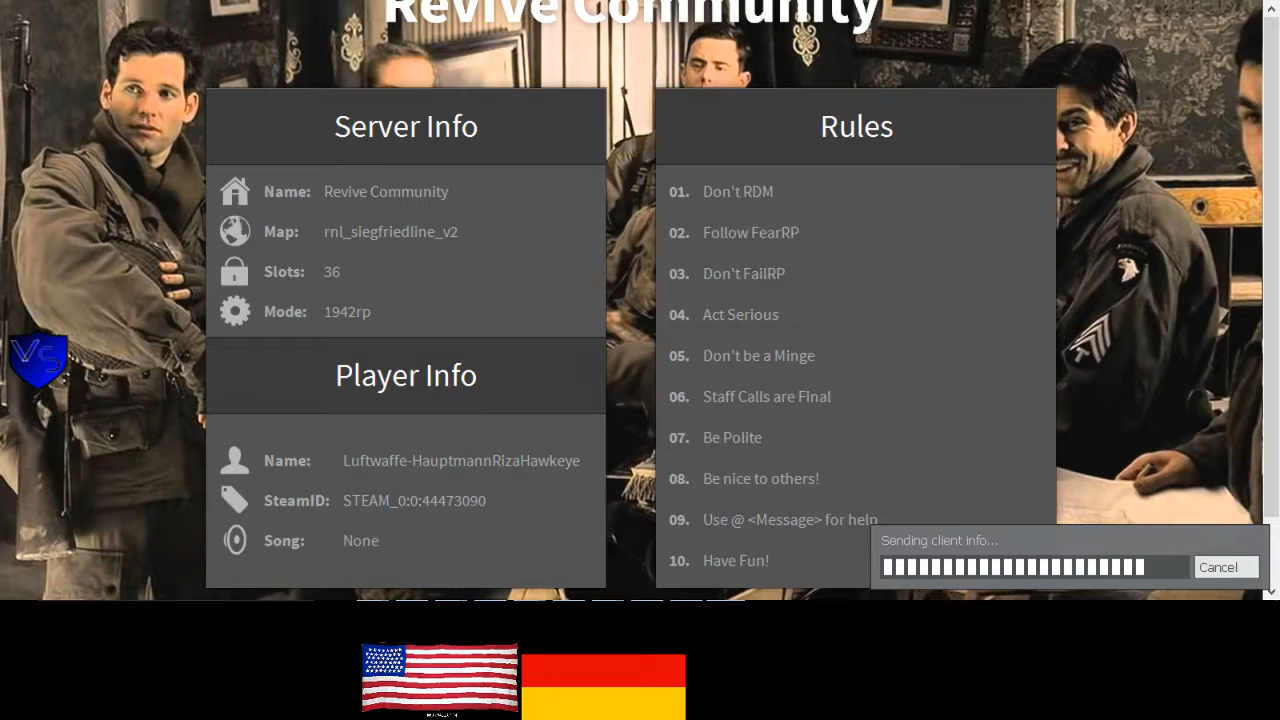 Revive Community
Server Info
Name: Revive Community
Map: rnl_siegfriedline_v2
Slots: 36
Mode: 1942rp
Player Info
Name: Luftwaffe-HauptmannRizaHawkeye
SteamID: STEAM_0:0:44473090
Song: None
Rules
01. Don't RDM
02. Follow FearRP
03. Don't FailRP
04. Act Serious
05. Don't be a Minge
06. Staff Calls are Final
07. Be Polite
08. Be nice to others!
09. Use @ <Message> for help
10. Have Fun!
Sending client info...
Cancel
VS